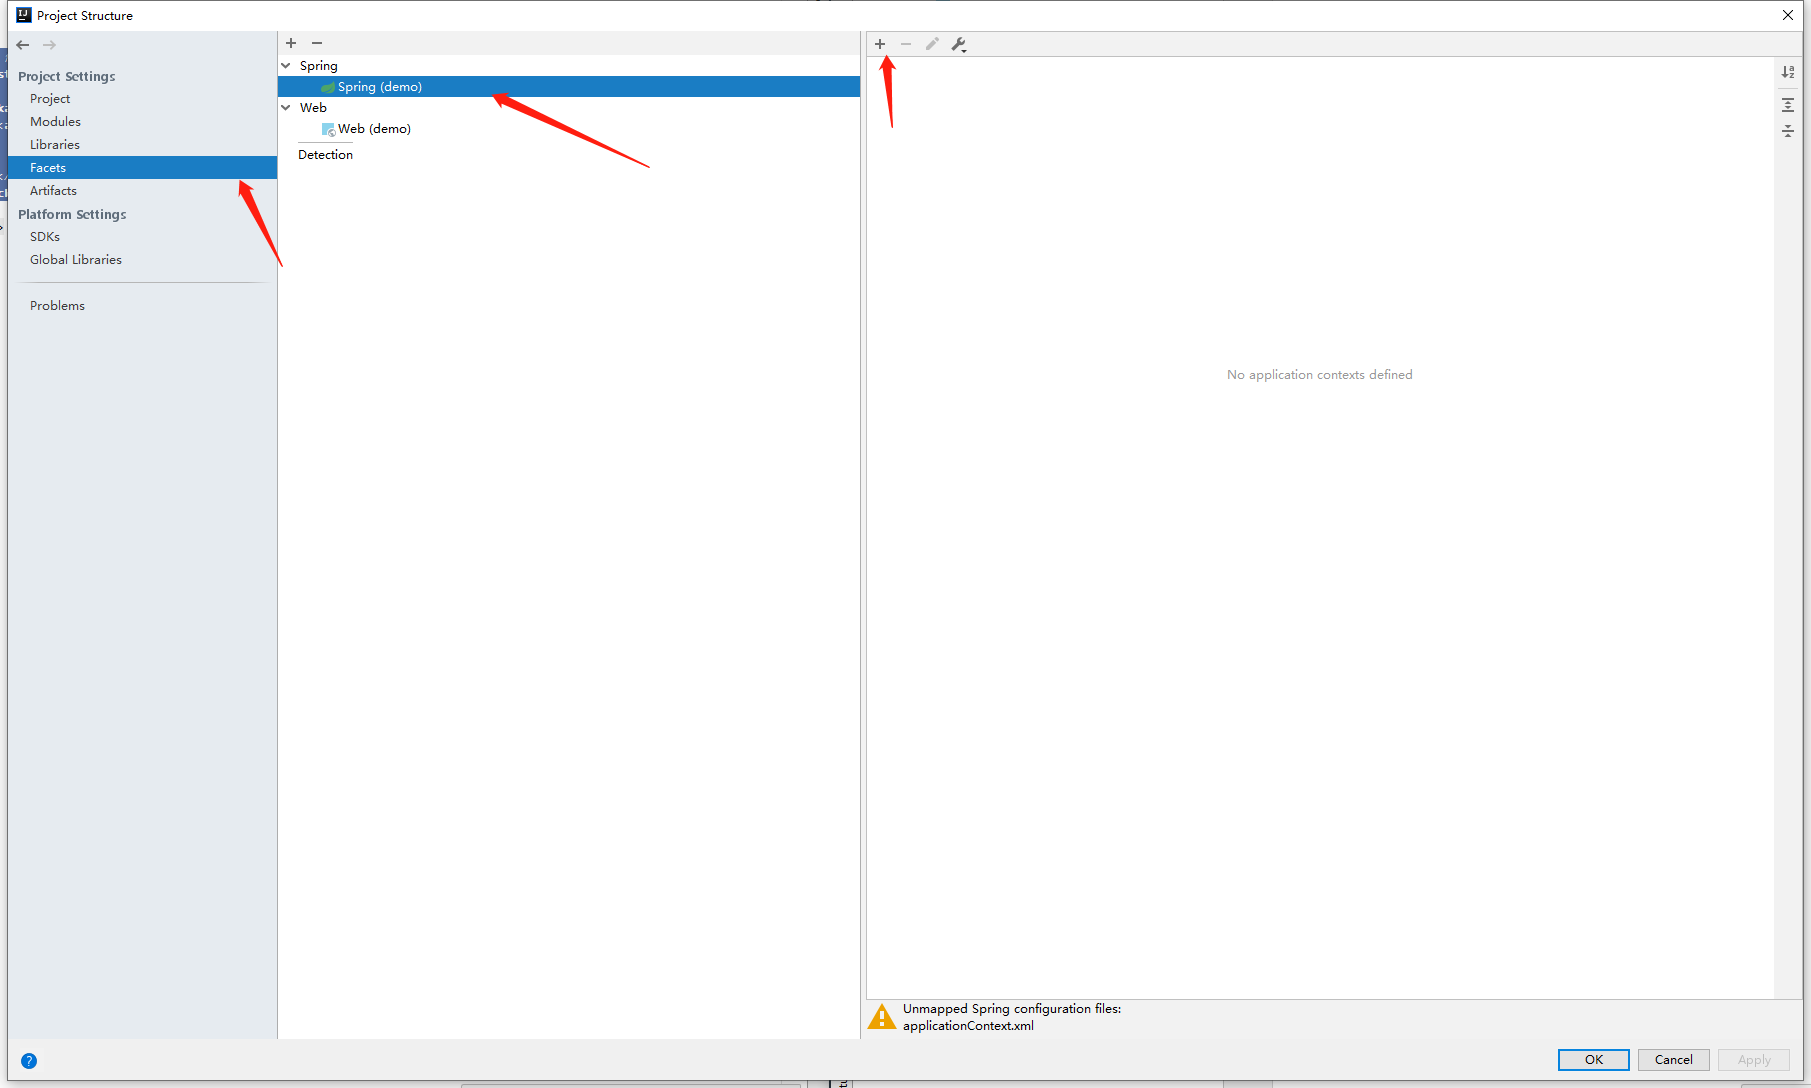 Project Structure
Project Settings
Project
Modules
Libraries
Facets
Artifacts
Platform Settings
SDKs
Global Libraries
Problems
Spring
Spring (demo)
Web
Web (demo)
Detection
No application contexts defined
Unmapped Spring configuration files:
applicationContext.xml
OK
Cancel
Apply